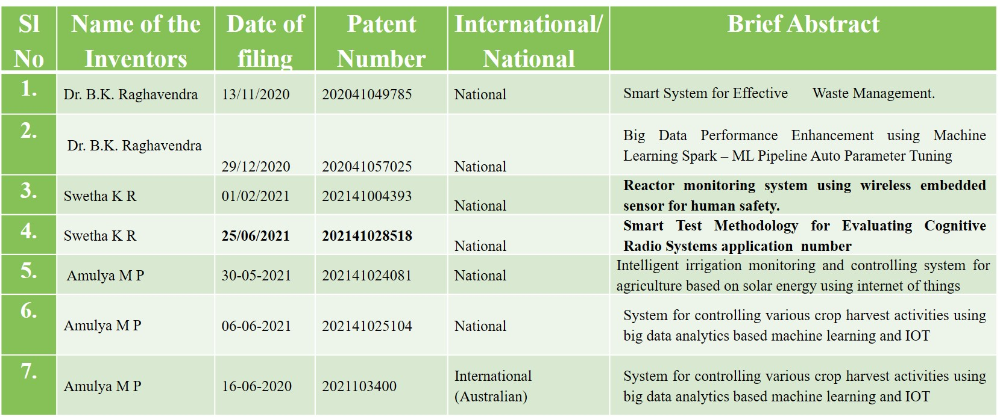 Sl No Name of the Inventors Date of filing Patent Number International/ National Brief Abstract
1. Dr. B.K. Raghavendra 13/11/2020 202041049785 National Smart System for Effective Waste Management.
2. Dr. B.K. Raghavendra 29/12/2020 202041057025 National Big Data Performance Enhancement using Machine
Learning Spark – ML Pipeline Auto Parameter Tuning
3. Swetha K R 01/02/2021 202141004393 National Reactor monitoring system using wireless embedded
sensor for human safety.
4. Swetha K R 25/06/2021 202141028518 National Smart Test Methodology for Evaluating Cognitive
Radio Systems application number
5. Amulya M P 30-05-2021 202141024081 National Intelligent irrigation monitoring and controlling system for
agriculture based on solar energy using internet of things
6. Amulya M P 06-06-2021 202141025104 National System for controlling various crop harvest activities using
big data analytics based machine learning and IOT
7. Amulya M P 16-06-2020 2021103400 International (Australian) System for controlling various crop harvest activities using
big data analytics based machine learning and IOT